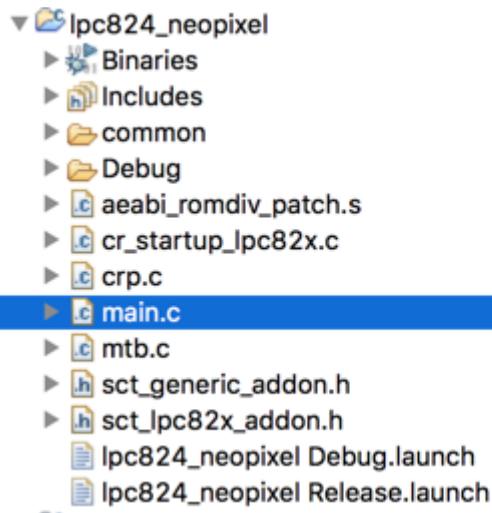 lpc824_neopixel
Binaries
Includes
common
Debug
aeabi_romdiv_patch.s
cr_startup_lpc82x.c
crp.c
main.c
mtb.c
sct_generic_addon.h
sct_lpc82x_addon.h
lpc824_neopixel Debug.launch
lpc824_neopixel Release.launch